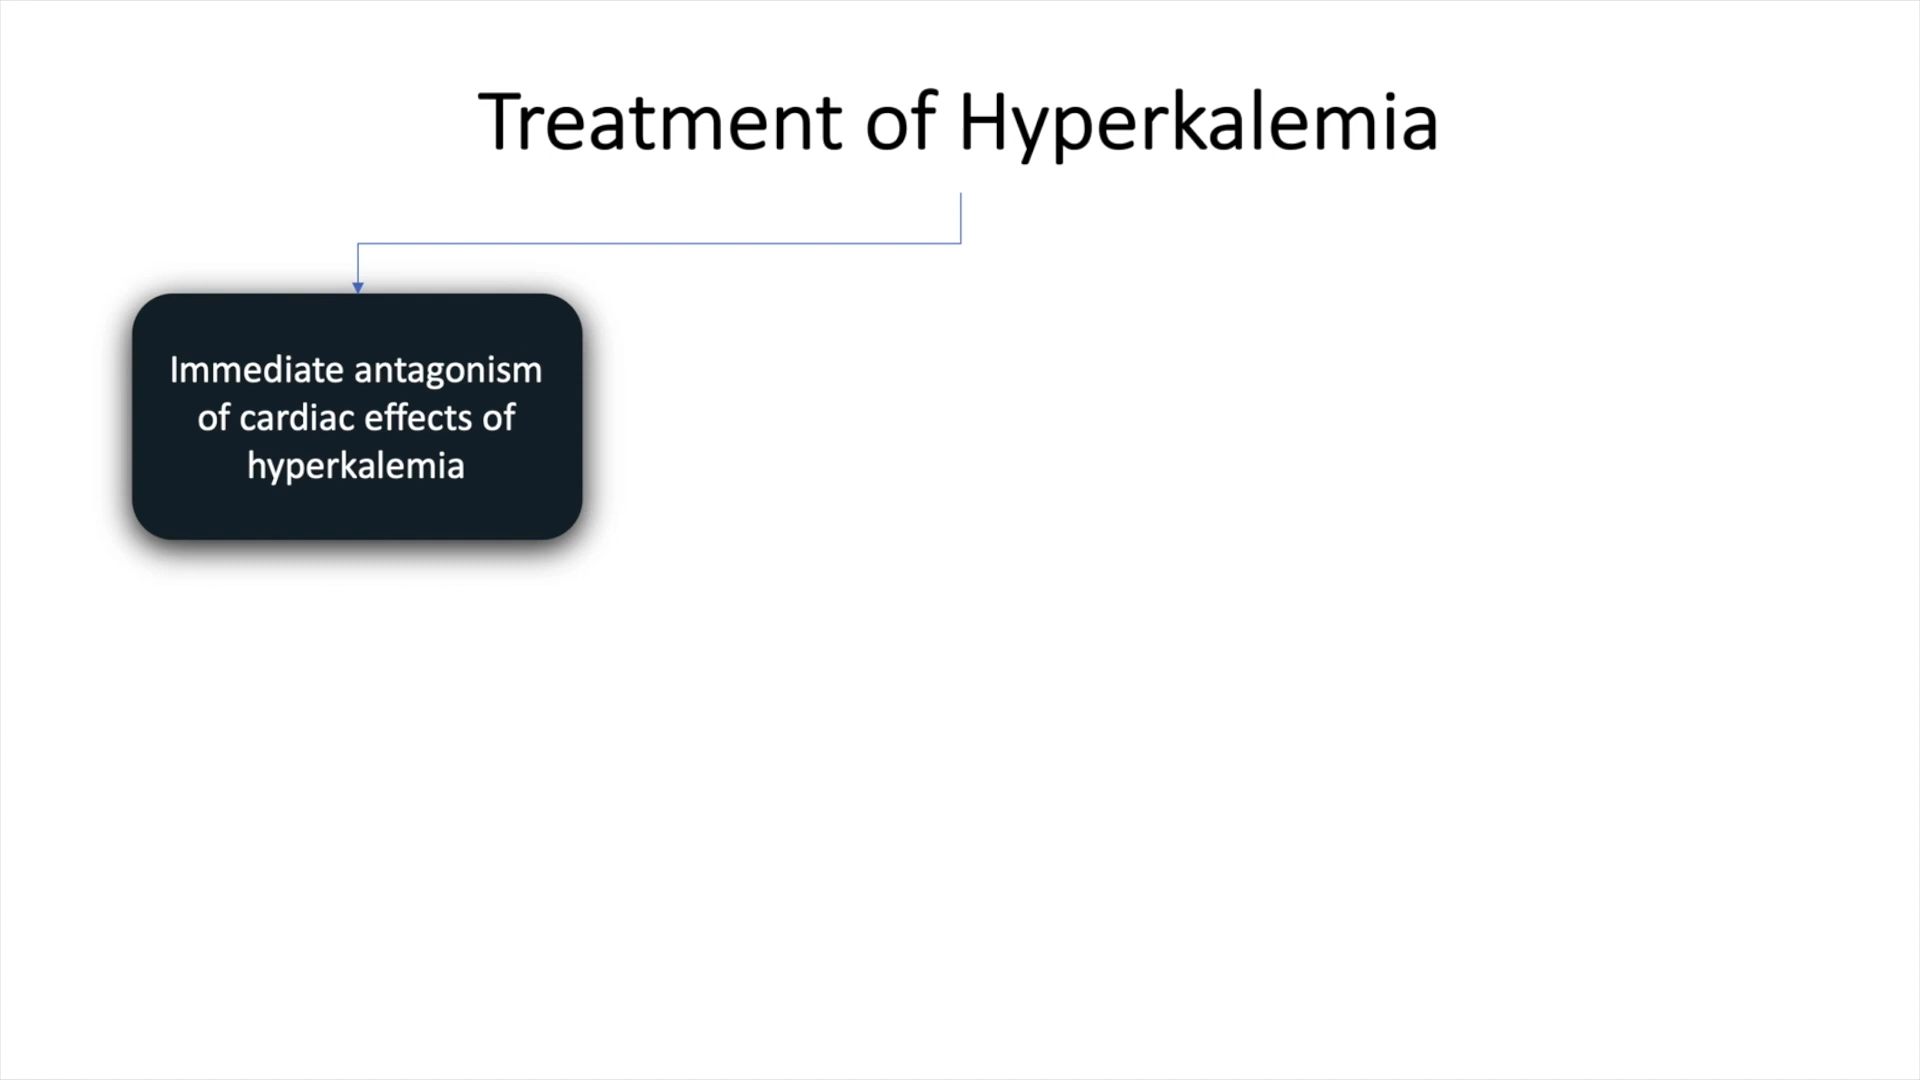 Treatment of Hyperkalemia
Immediate antagonism
of cardiac effects of
hyperkalemia